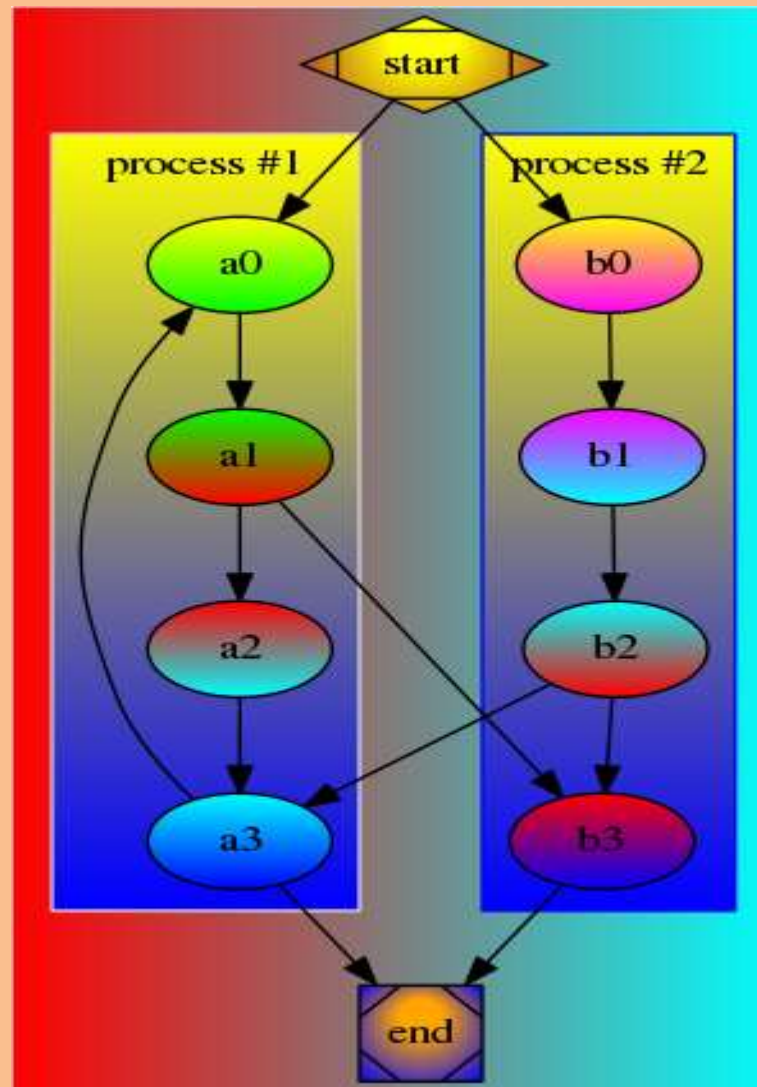 start
process #1
process #2
a0
b0
a1
b1
a2
b2
a3
b3
end